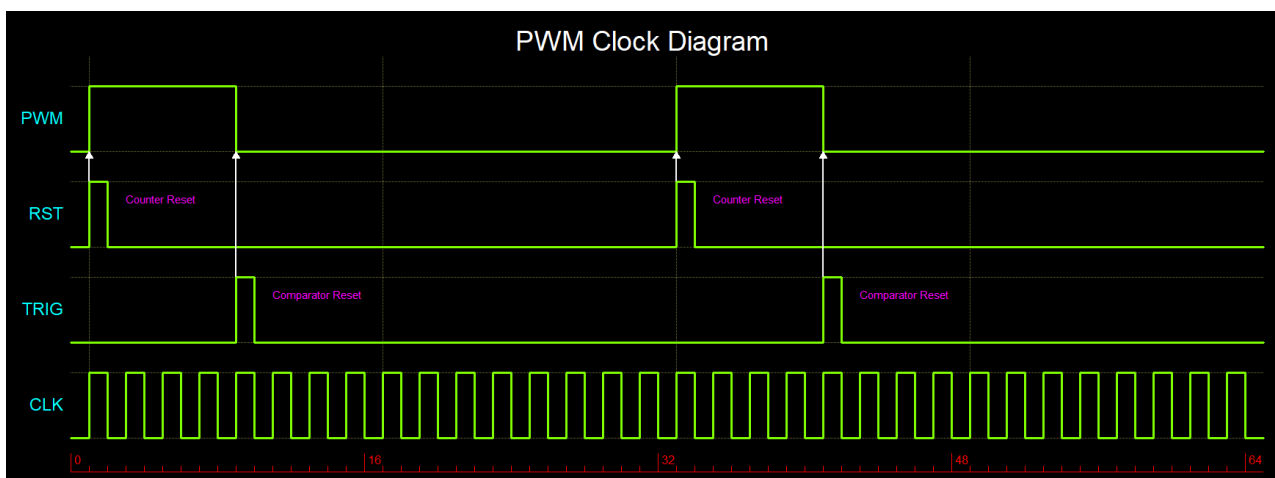 PWM Clock Diagram
PWM
RST
Counter Reset
Counter Reset
TRIG
Comparator Reset
Comparator Reset
CLK
0 16 32 48 64